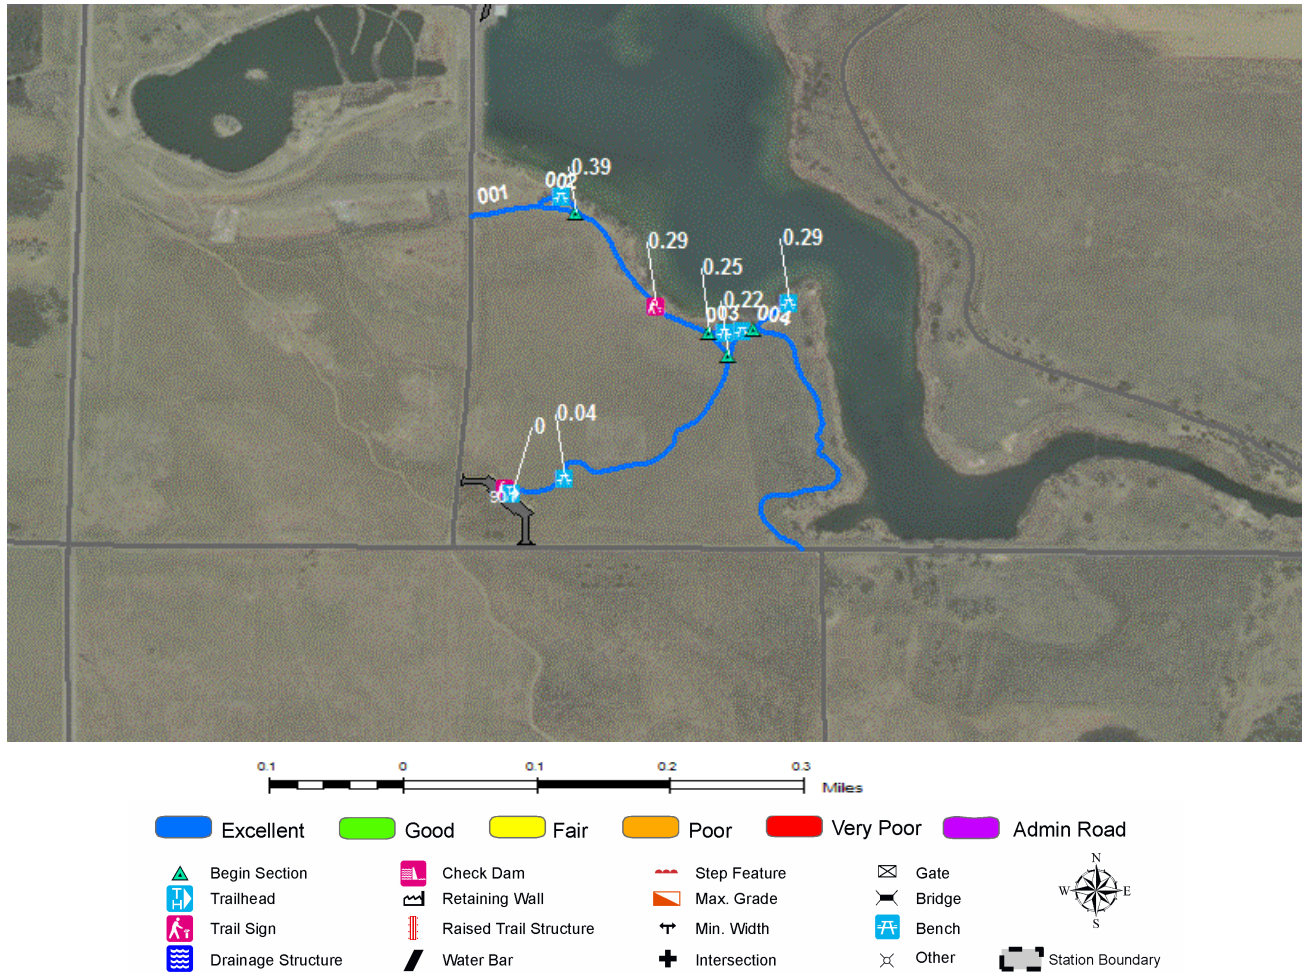 0.39
002
001
0.29
0.29
0.25
0.22
003
004
0.04
0
0.1 0 0.1 0.2 0.3
Miles
Excellent Good Fair Poor Very Poor Admin Road
Begin Section Check Dam Step Feature Gate
Trailhead Retaining Wall Max. Grade Bridge
Trail Sign Raised Trail Structure Min. Width Bench
Drainage Structure Water Bar Intersection Other Station Boundary
N
W E
S
TH